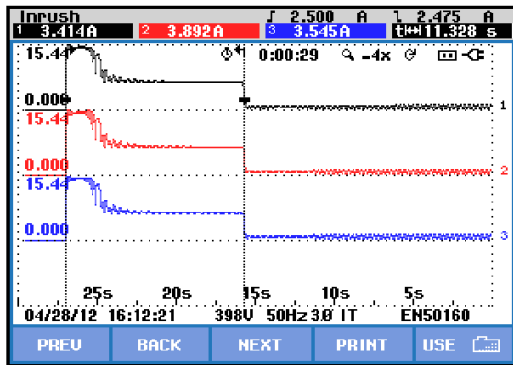 Inrush 2.500 A 2.475 A
1 3.414A 2 3.892A 3 3.545A 11.328 s
15.44 0:00:29 -4x
0.000 1
15.44
0.000 2
15.44
0.000 3
25s 20s 15s 10s 5s
04/28/12 16:12:21 398V 50Hz 3Ø IT EN50160
PREV BACK NEXT PRINT USE